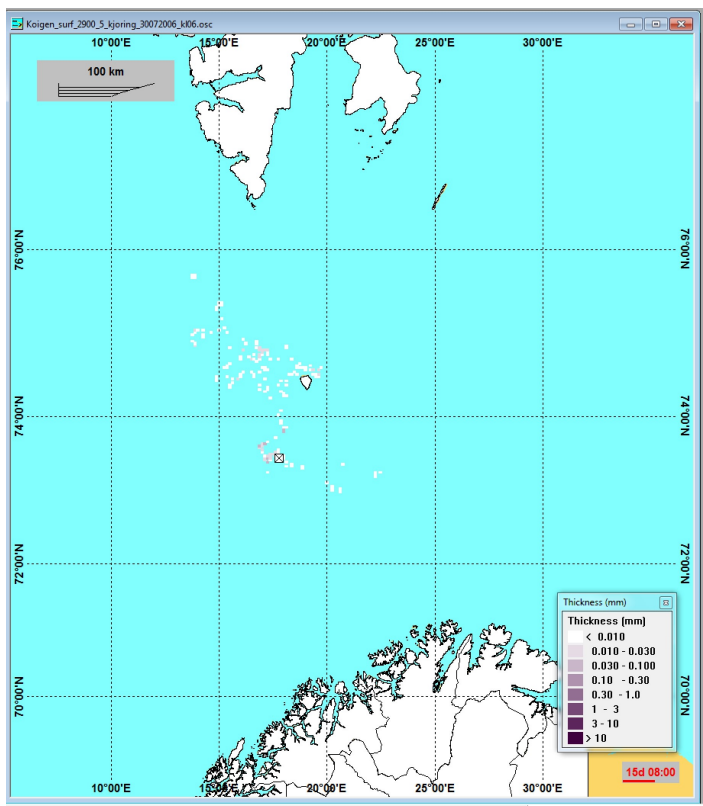 Koigen_surf_2900_5_kjoring_30072006_kl06.osc
10°00'E 15°00'E 20°00'E 25°00'E 30°00'E
100 km
76°00'N 76°00'N
74°00'N 74°00'N
72°00'N 72°00'N
Thickness (mm)
Thickness (mm)
< 0.010
0.010 - 0.030
0.030 - 0.100
0.10 - 0.30
0.30 - 1.0
1 - 3
3 - 10
> 10
70°00'N 70°00'N
15d 08:00
10°00'E 15°00'E 20°00'E 25°00'E 30°00'E